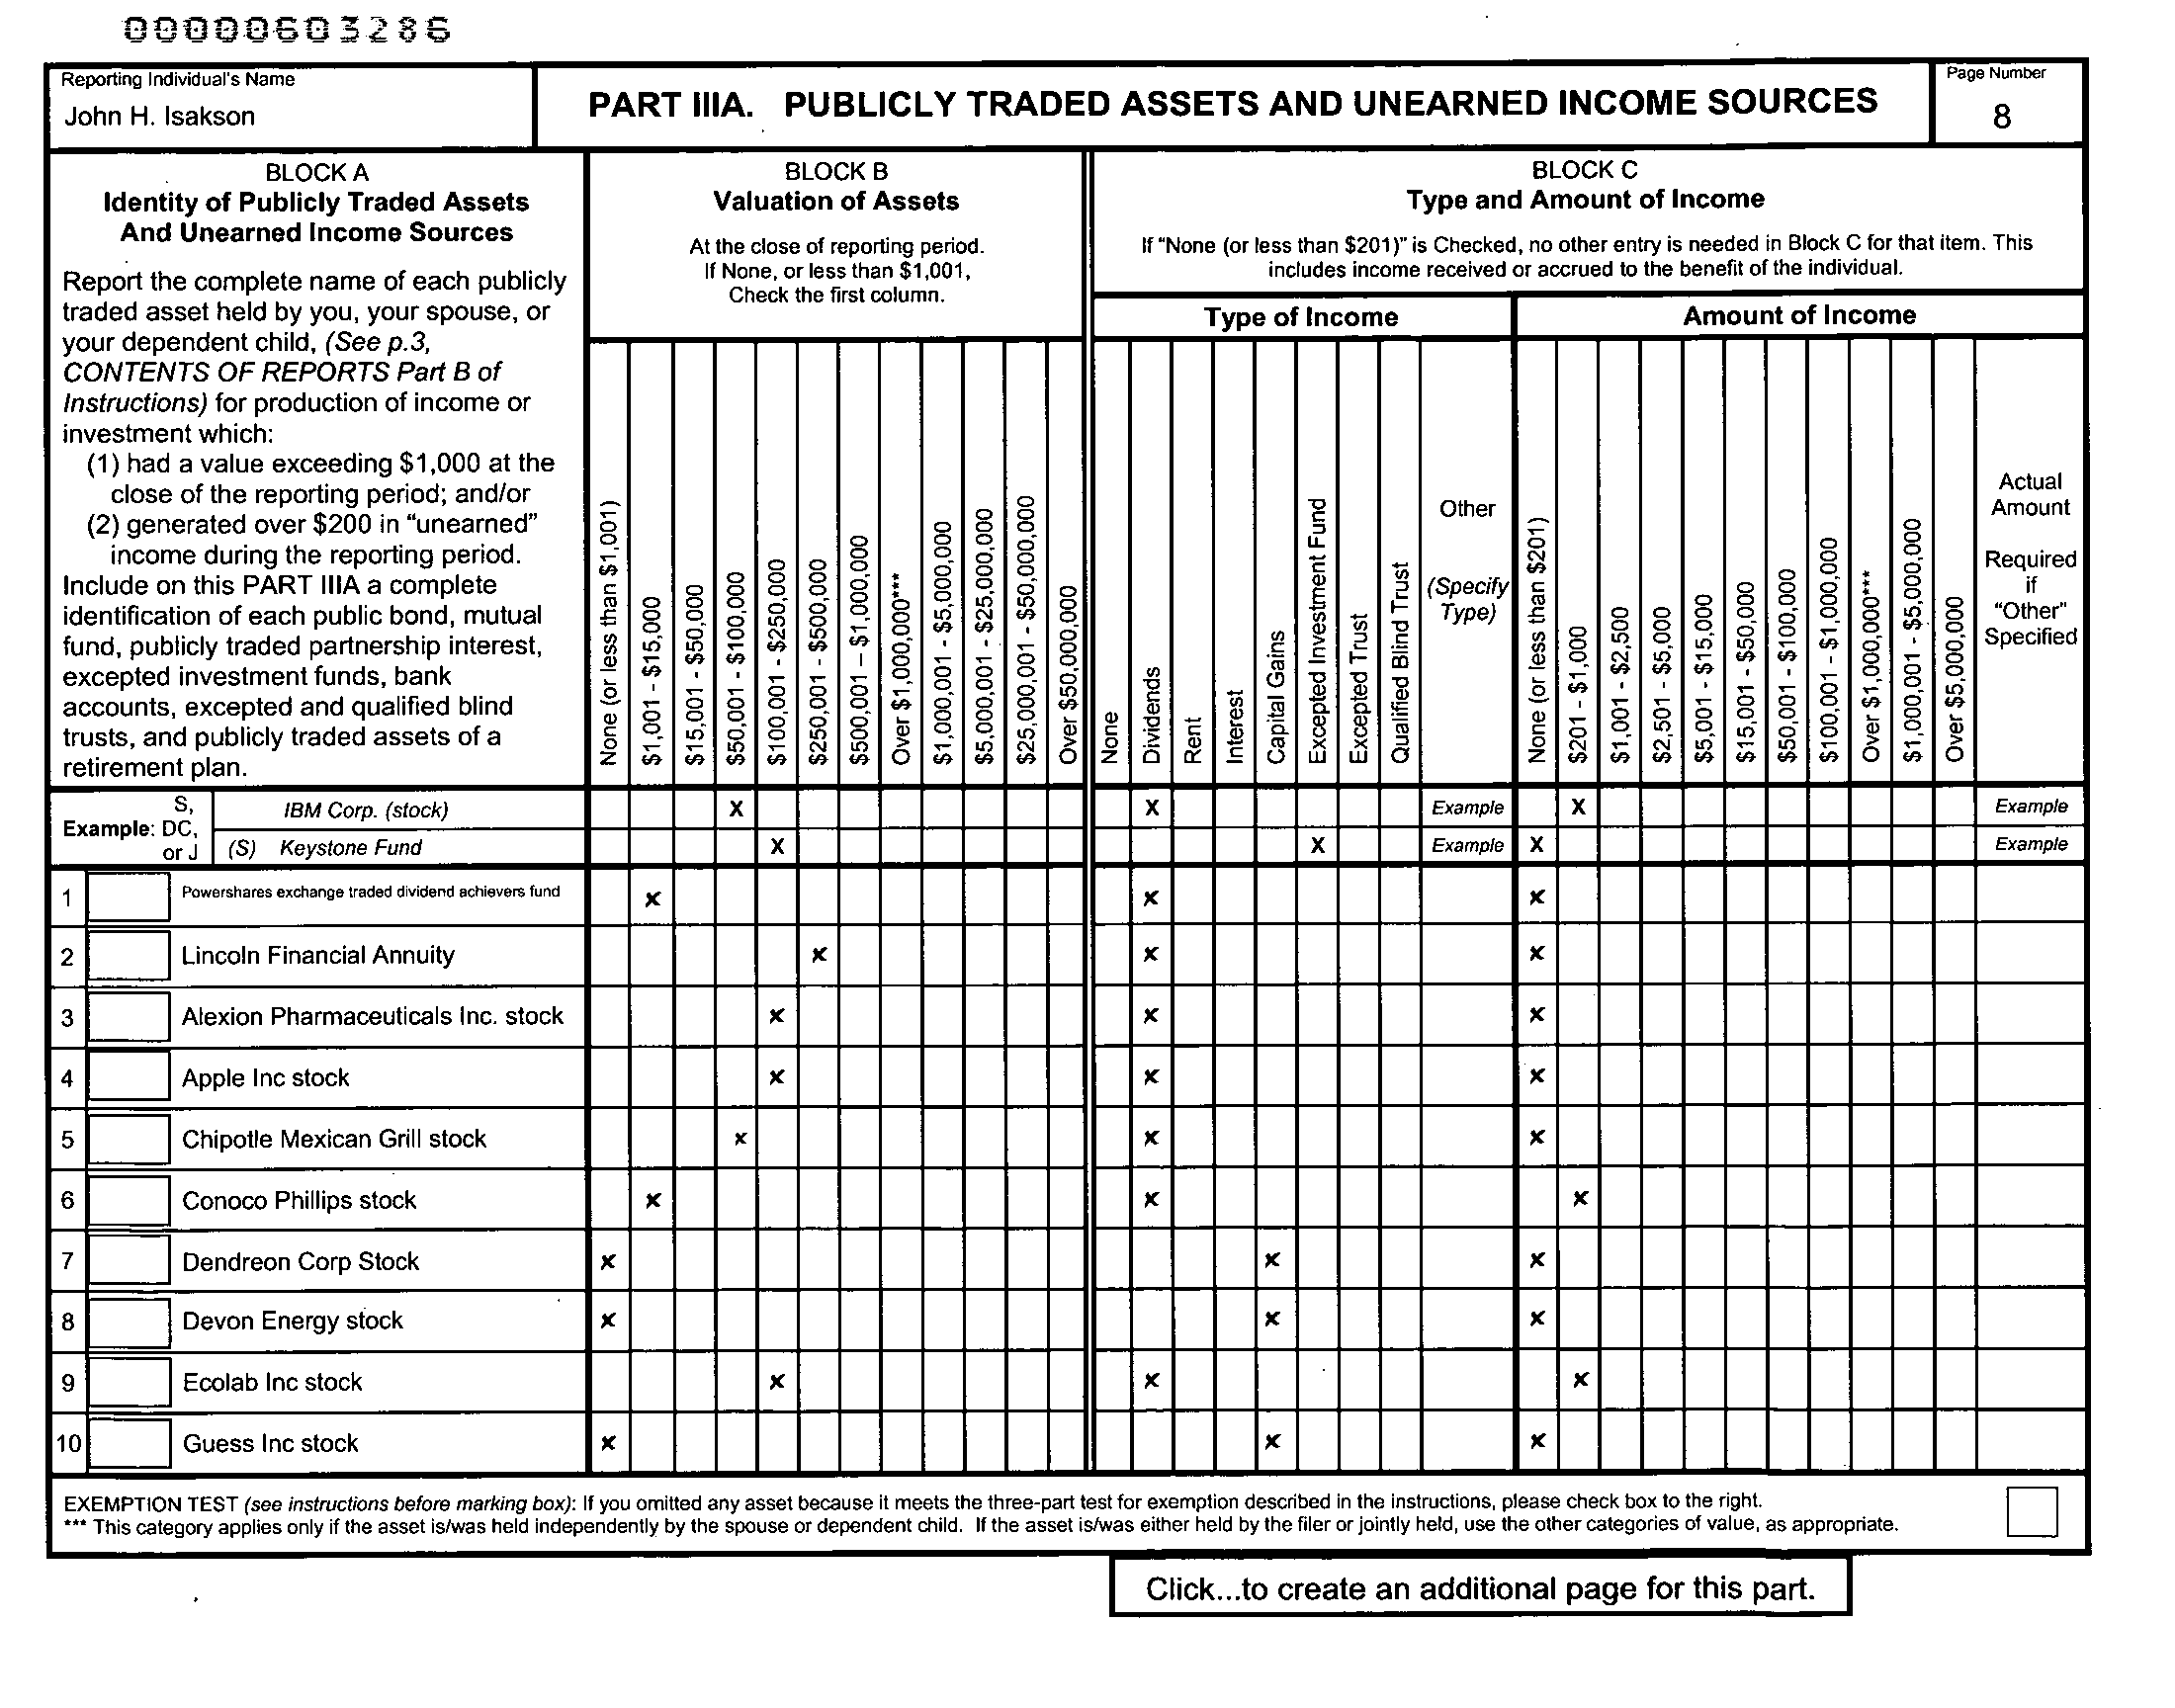 00000603286
Reporting Individual's Name
John H. Isakson
PART IIIA. PUBLICLY TRADED ASSETS AND UNEARNED INCOME SOURCES
Page Number
8
BLOCK A
Identity of Publicly Traded Assets
And Unearned Income Sources
Report the complete name of each publicly
traded asset held by you, your spouse, or
your dependent child, (See p.3,
CONTENTS OF REPORTS Part B of
Instructions) for production of income or
investment which:
(1) had a value exceeding $1,000 at the
close of the reporting period; and/or
(2) generated over $200 in "unearned"
income during the reporting period.
Include on this PART IIIA a complete
identification of each public bond, mutual
fund, publicly traded partnership interest,
excepted investment funds, bank
accounts, excepted and qualified blind
trusts, and publicly traded assets of a
retirement plan.
BLOCK B
Valuation of Assets
At the close of reporting period.
If None, or less than $1,001,
Check the first column.
None (or less than $1,001)
$1,001 - $15,000
$15,001 - $50,000
$50,001 - $100,000
$100,001 - $250,000
$250,001 - $500,000
$500,001 – $1,000,000
Over $1,000,000***
$1,000,001 - $5,000,000
$5,000,001 - $25,000,000
$25,000,001 - $50,000,000
Over $50,000,000
BLOCK C
Type and Amount of Income
If "None (or less than $201)" is Checked, no other entry is needed in Block C for that item. This
includes income received or accrued to the benefit of the individual.
Type of Income
None
Dividends
Rent
Interest
Capital Gains
Excepted Investment Fund
Excepted Trust
Qualified Blind Trust
Other
(Specify
Type)
Amount of Income
None (or less than $201)
$201 - $1,000
$1,001 - $2,500
$2,501 - $5,000
$5,001 - $15,000
$15,001 - $50,000
$50,001 - $100,000
$100,001 - $1,000,000
Over $1,000,000***
$1,000,001 - $5,000,000
Over $5,000,000
Actual
Amount
Required
if
"Other"
Specified
Example: S, DC, or J
IBM Corp. (stock) X X Example X Example
(S) Keystone Fund X X Example X Example
1 Powershares exchange traded dividend achievers fund x x x
2 Lincoln Financial Annuity x x x
3 Alexion Pharmaceuticals Inc. stock x x x
4 Apple Inc stock x x x
5 Chipotle Mexican Grill stock x x x
6 Conoco Phillips stock x x x
7 Dendreon Corp Stock x x x
8 Devon Energy stock x x x
9 Ecolab Inc stock x x x
10 Guess Inc stock x x x
EXEMPTION TEST (see instructions before marking box): If you omitted any asset because it meets the three-part test for exemption described in the instructions, please check box to the right.
*** This category applies only if the asset is/was held independently by the spouse or dependent child. If the asset is/was either held by the filer or jointly held, use the other categories of value, as appropriate.
Click...to create an additional page for this part.